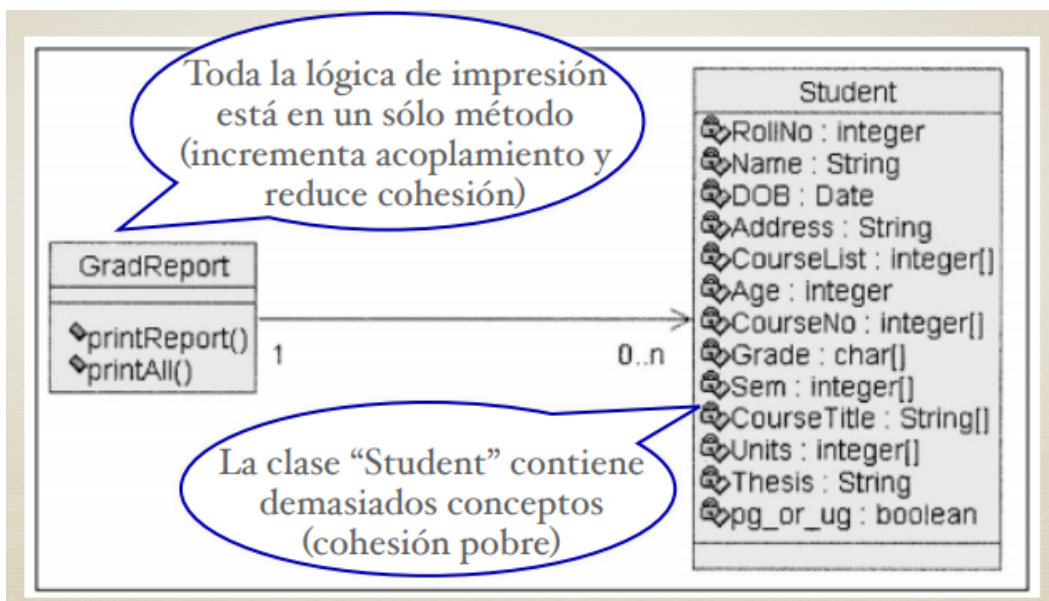 Toda la lógica de impresión
está en un sólo método
(incrementa acoplamiento y
reduce cohesión)
Student
RollNo : integer
Name : String
DOB : Date
Address : String
CourseList : integer[]
Age : integer
CourseNo : integer[]
Grade : char[]
Sem : integer[]
CourseTitle : String[]
Units : integer[]
Thesis : String
pg_or_ug : boolean
GradReport
printReport()
printAll()
1
0..n
La clase “Student” contiene
demasiados conceptos
(cohesión pobre)